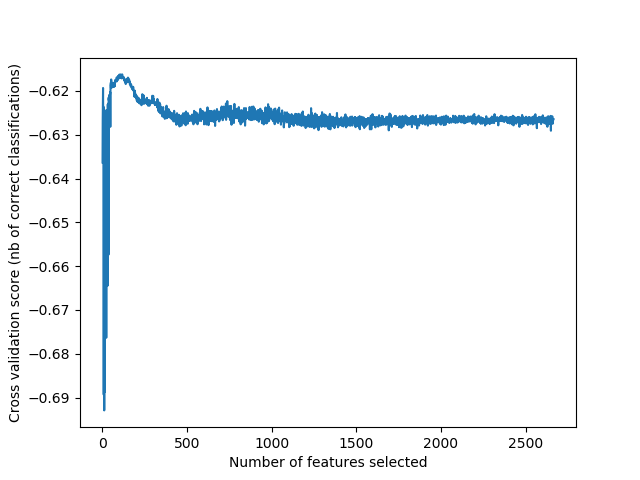 −0.62
−0.63
−0.64
−0.65
−0.66
−0.67
−0.68
−0.69
Cross validation score (nb of correct classifications)
0 500 1000 1500 2000 2500
Number of features selected